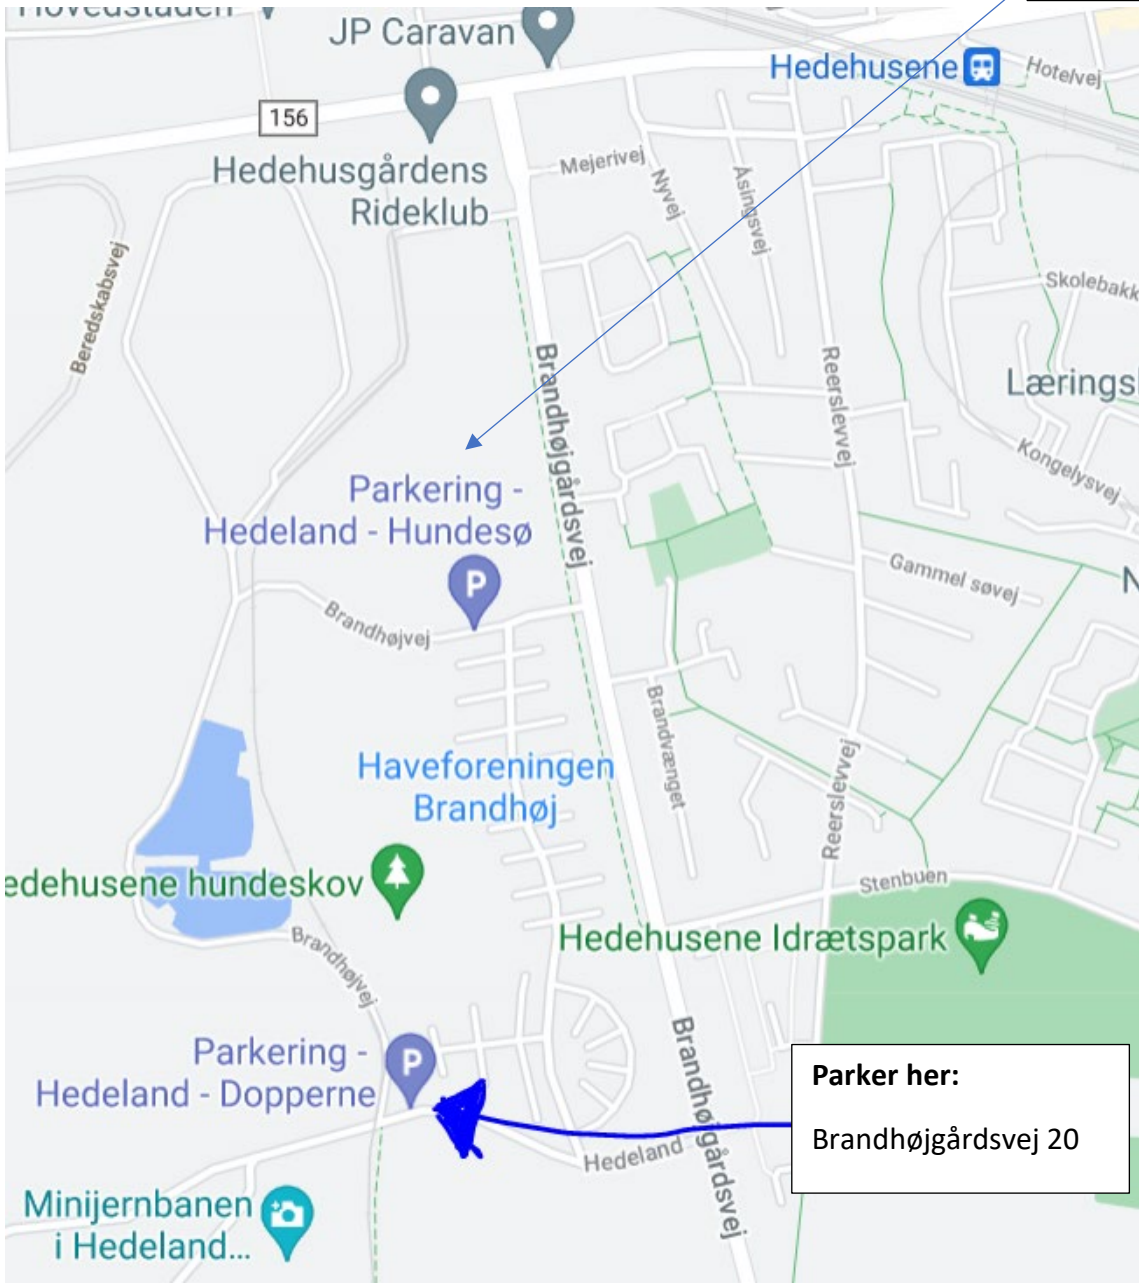 Hovedstaden
JP Caravan
Hedehusene
Hotelvej
156
Hedehusgårdens
Rideklub
Mejerivej
Nyvej
Åsingsvej
Beredskabsvej
Skolebakk
Brandhøjgårdsvej
Reerslevvej
Lærings
Kongelysvej
Parkering -
Hedeland - Hundesø
P
Gammel søvej
N
Brandhøjvej
Brandvænget
Haveforeningen
Brandhøj
Reerslevvej
edehusene hundeskov
Stenbuen
Hedehusene Idrætspark
Brandhøjvej
Parkering -
Hedeland - Dopperne
P
Brandhøjgårdsvej
Parker her:
Brandhøjgårdsvej 20
Hedeland
Minijernbanen
i Hedeland...